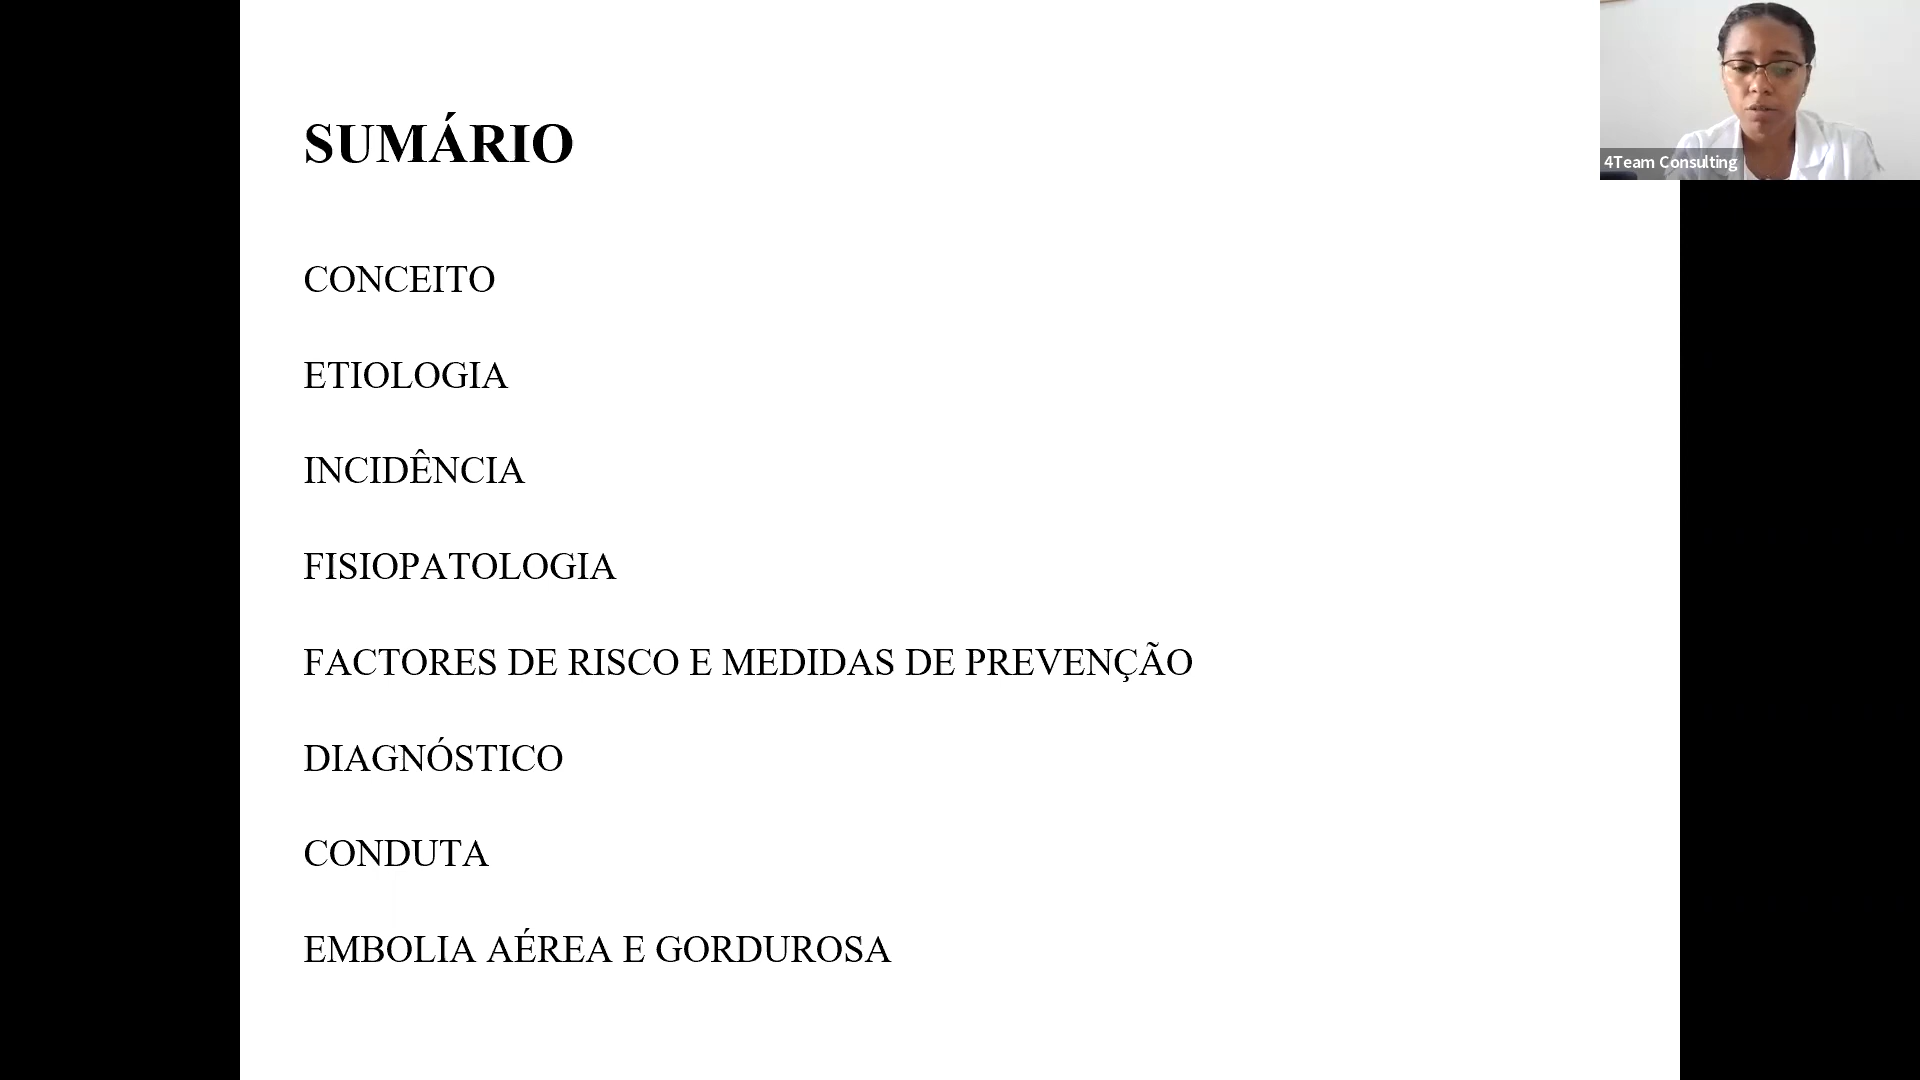 SUMÁRIO
CONCEITO
ETIOLOGIA
INCIDÊNCIA
FISIOPATOLOGIA
FACTORES DE RISCO E MEDIDAS DE PREVENÇÃO
DIAGNÓSTICO
CONDUTA
EMBOLIA AÉREA E GORDUROSA
4Team Consulting